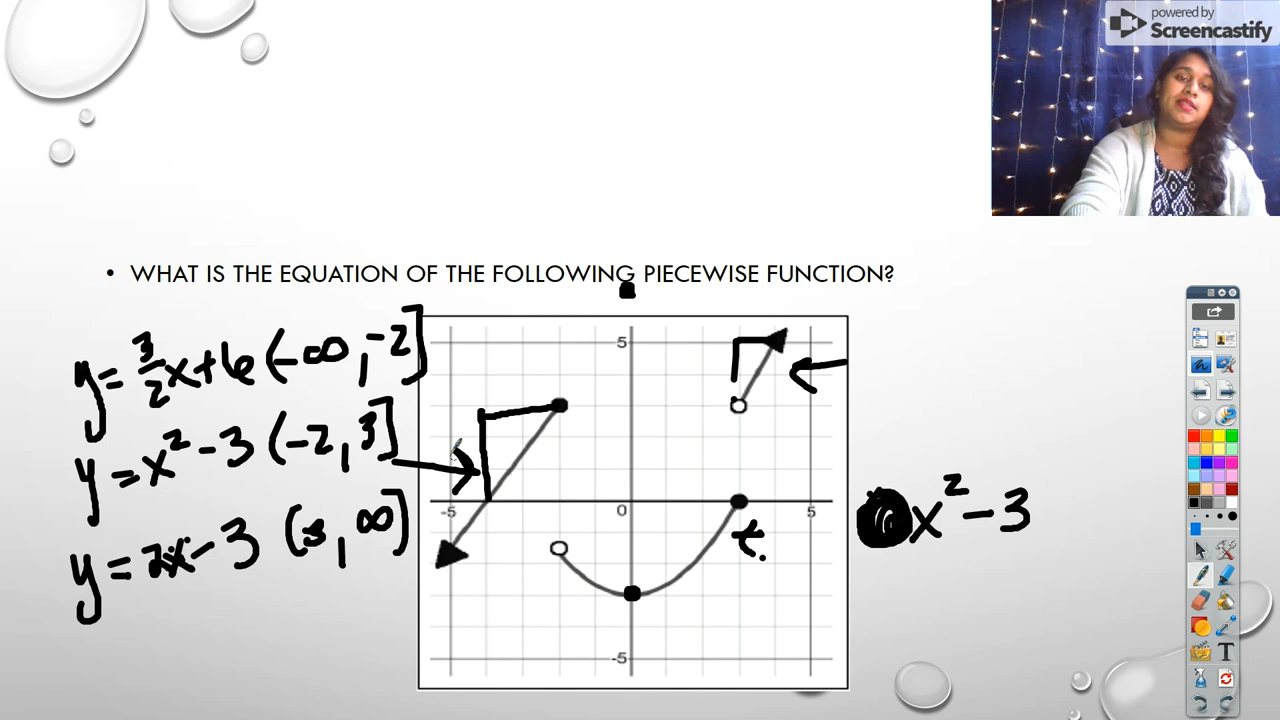 powered by
Screencastify
• WHAT IS THE EQUATION OF THE FOLLOWING PIECEWISE FUNCTION?
y = 3/2 x + 6 (-∞, -2]
y = x² - 3 (-2, 3]
y = 2x - 3 (3, ∞]
5
-5
0
5
-5
t.
x² - 3
T